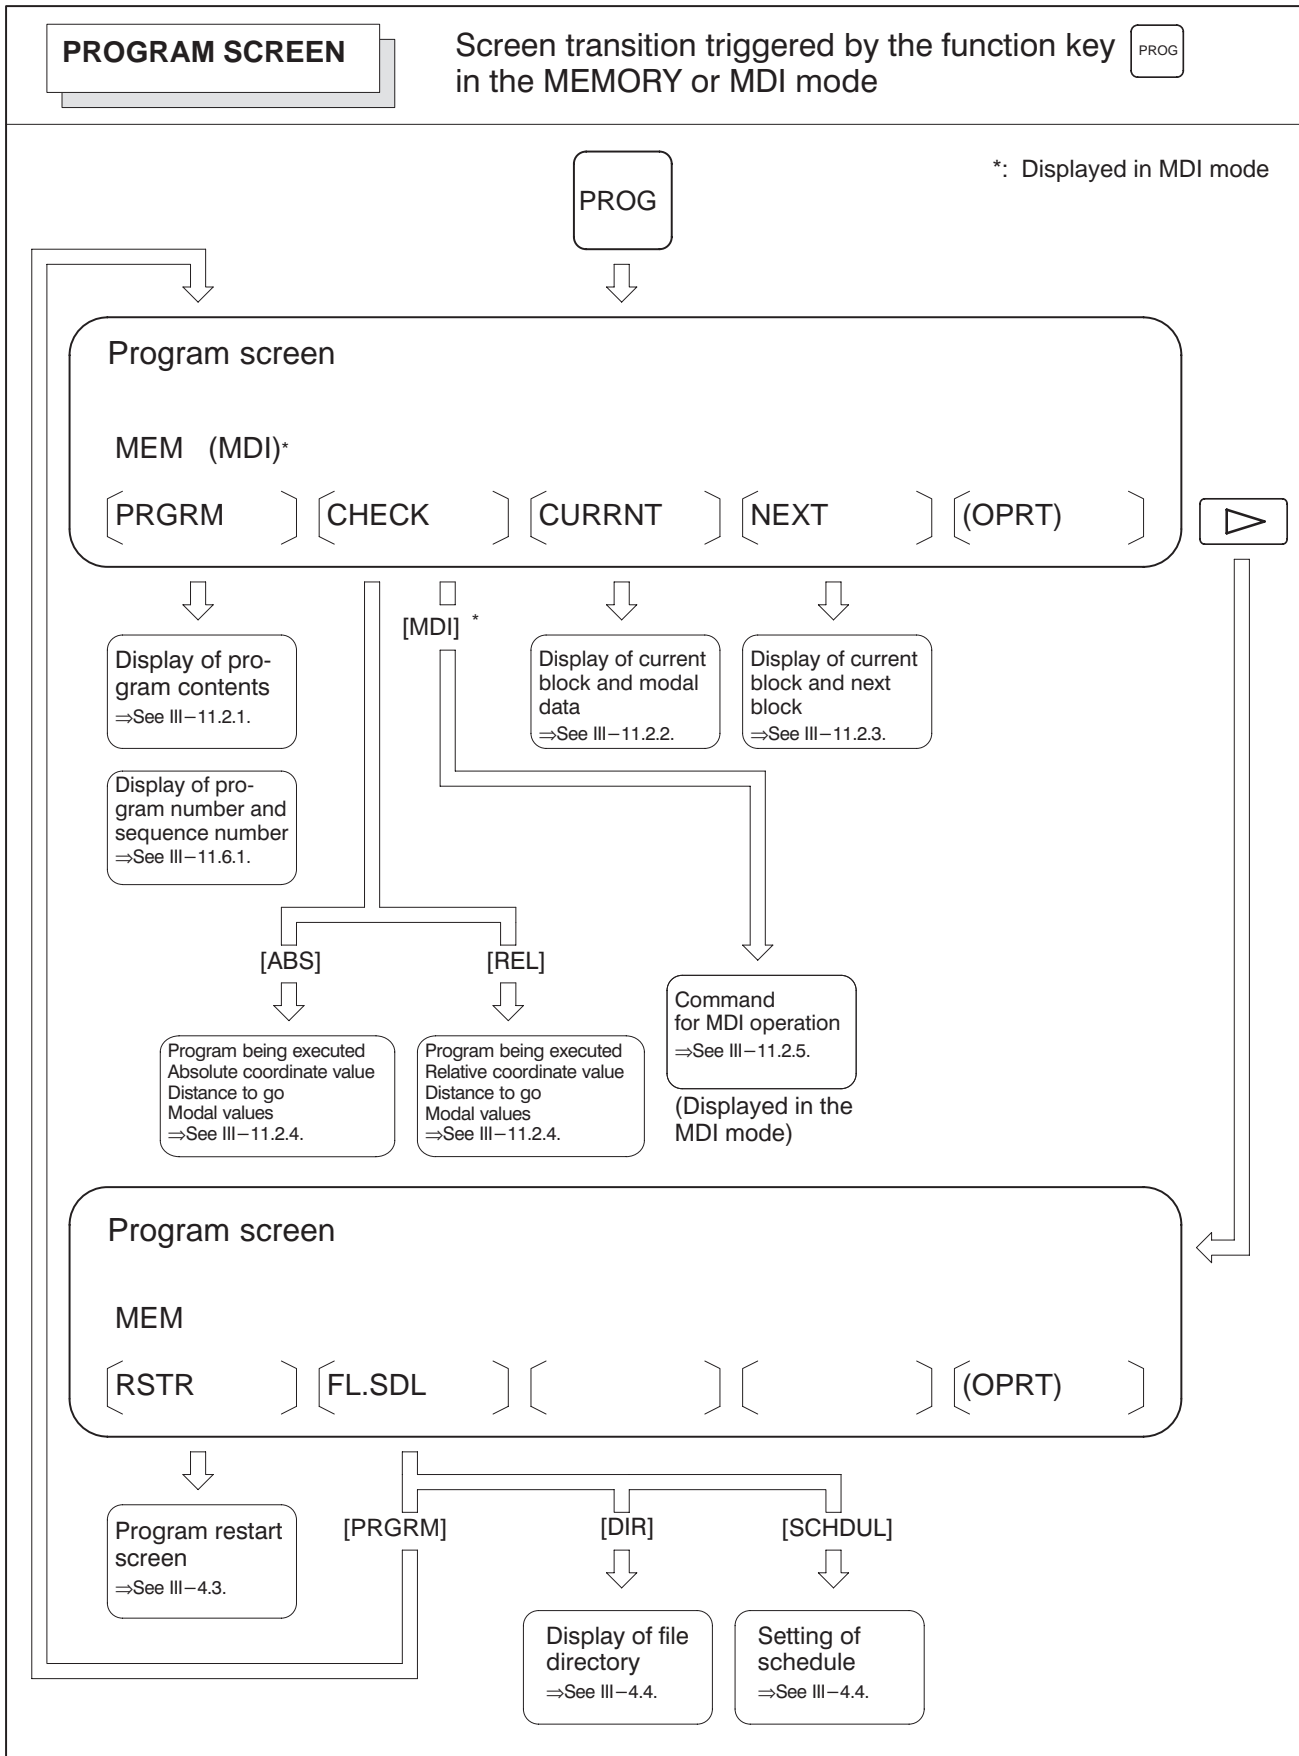 PROGRAM SCREEN
Screen transition triggered by the function key PROG
in the MEMORY or MDI mode
*: Displayed in MDI mode
PROG
Program screen
MEM (MDI)*
PRGRM CHECK CURRNT NEXT (OPRT)
[MDI] *
Display of pro-
gram contents
⇒See III−11.2.1.
Display of current
block and modal
data
⇒See III−11.2.2.
Display of current
block and next
block
⇒See III−11.2.3.
Display of pro-
gram number and
sequence number
⇒See III−11.6.1.
[ABS] [REL]
Program being executed
Absolute coordinate value
Distance to go
Modal values
⇒See III−11.2.4.
Program being executed
Relative coordinate value
Distance to go
Modal values
⇒See III−11.2.4.
Command
for MDI operation
⇒See III−11.2.5.
(Displayed in the
MDI mode)
Program screen
MEM
RSTR FL.SDL (OPRT)
[PRGRM] [DIR] [SCHDUL]
Program restart
screen
⇒See III−4.3.
Display of file
directory
⇒See III−4.4.
Setting of
schedule
⇒See III−4.4.